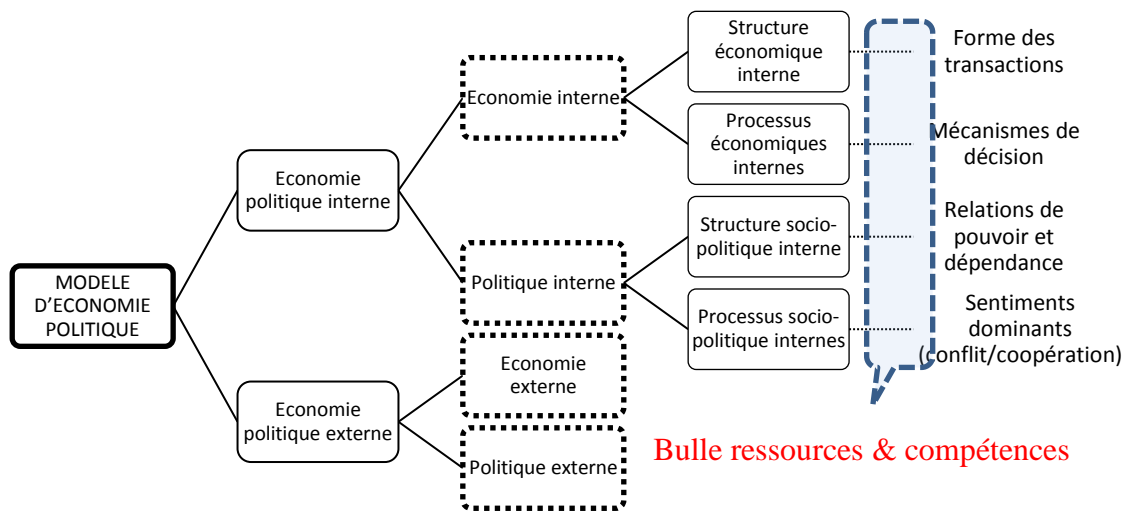 Structure
économique
interne
Forme des
transactions
Economie interne
Processus
économiques
internes
Mécanismes de
décision
Economie
politique interne
Structure socio-
politique interne
Relations de
pouvoir et
dépendance
MODELE
D'ECONOMIE
POLITIQUE
Politique interne
Processus socio-
politique internes
Sentiments
dominants
(conflit/coopération)
Economie
externe
Economie
politique externe
Politique externe
Bulle ressources & compétences